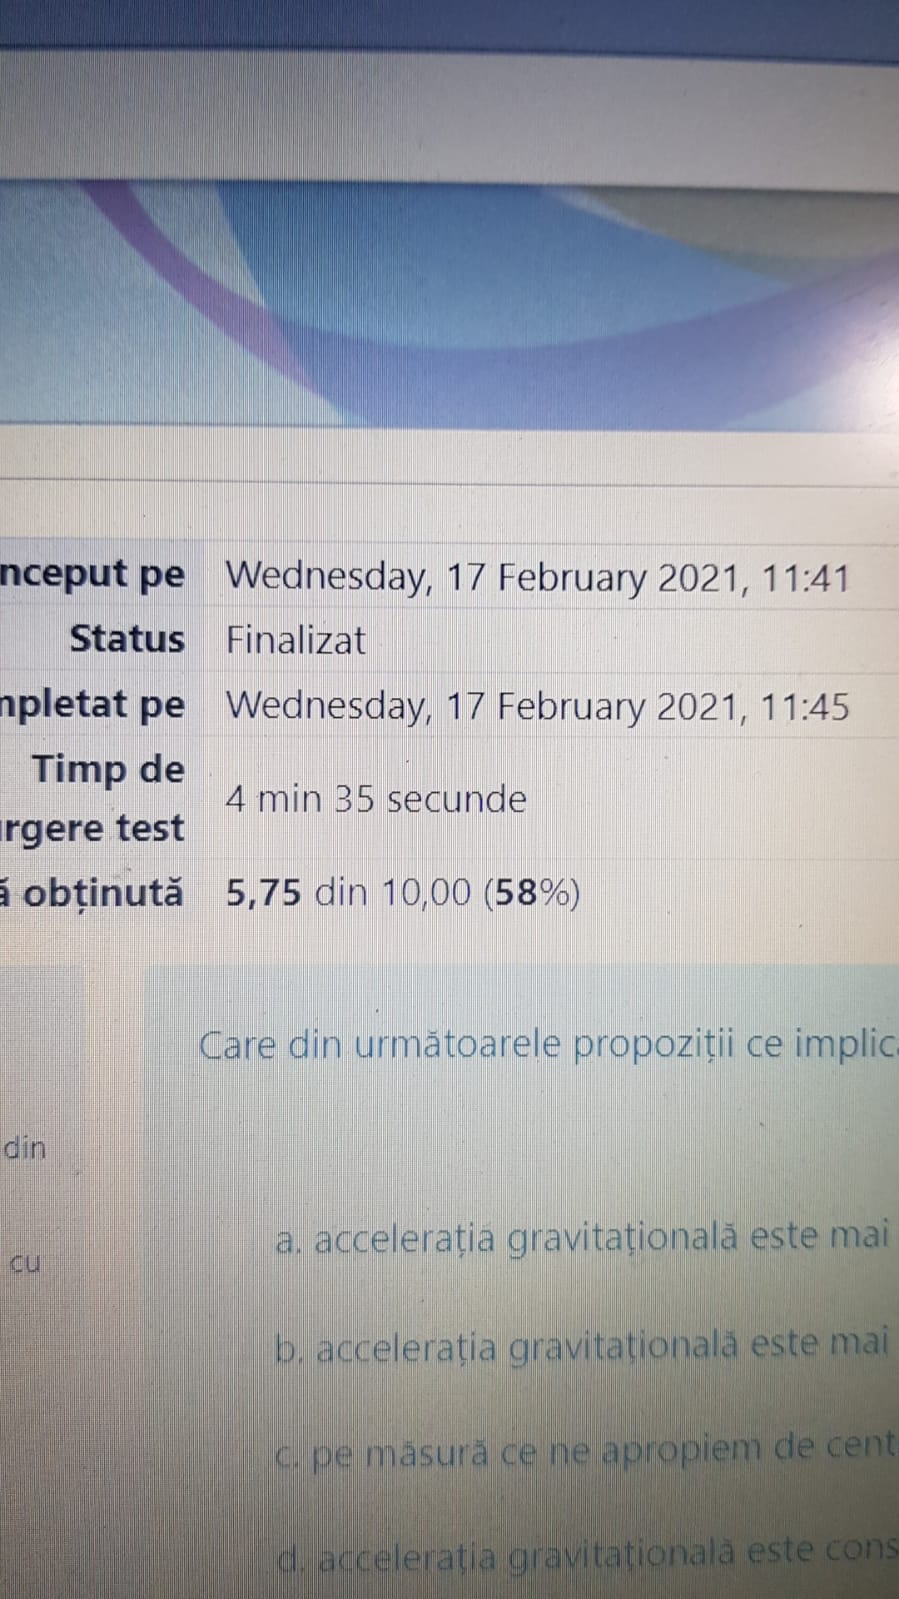 nceput pe Wednesday, 17 February 2021, 11:41
Status Finalizat
mpletat pe Wednesday, 17 February 2021, 11:45
Timp de
rgere test 4 min 35 secunde
ă obținută 5,75 din 10,00 (58%)
Care din următoarele propoziții ce implic
din
a. accelerația gravitațională este mai
cu
b. accelerația gravitațională este mai
c. pe măsură ce ne apropiem de cent
d. accelerația gravitațională este cons